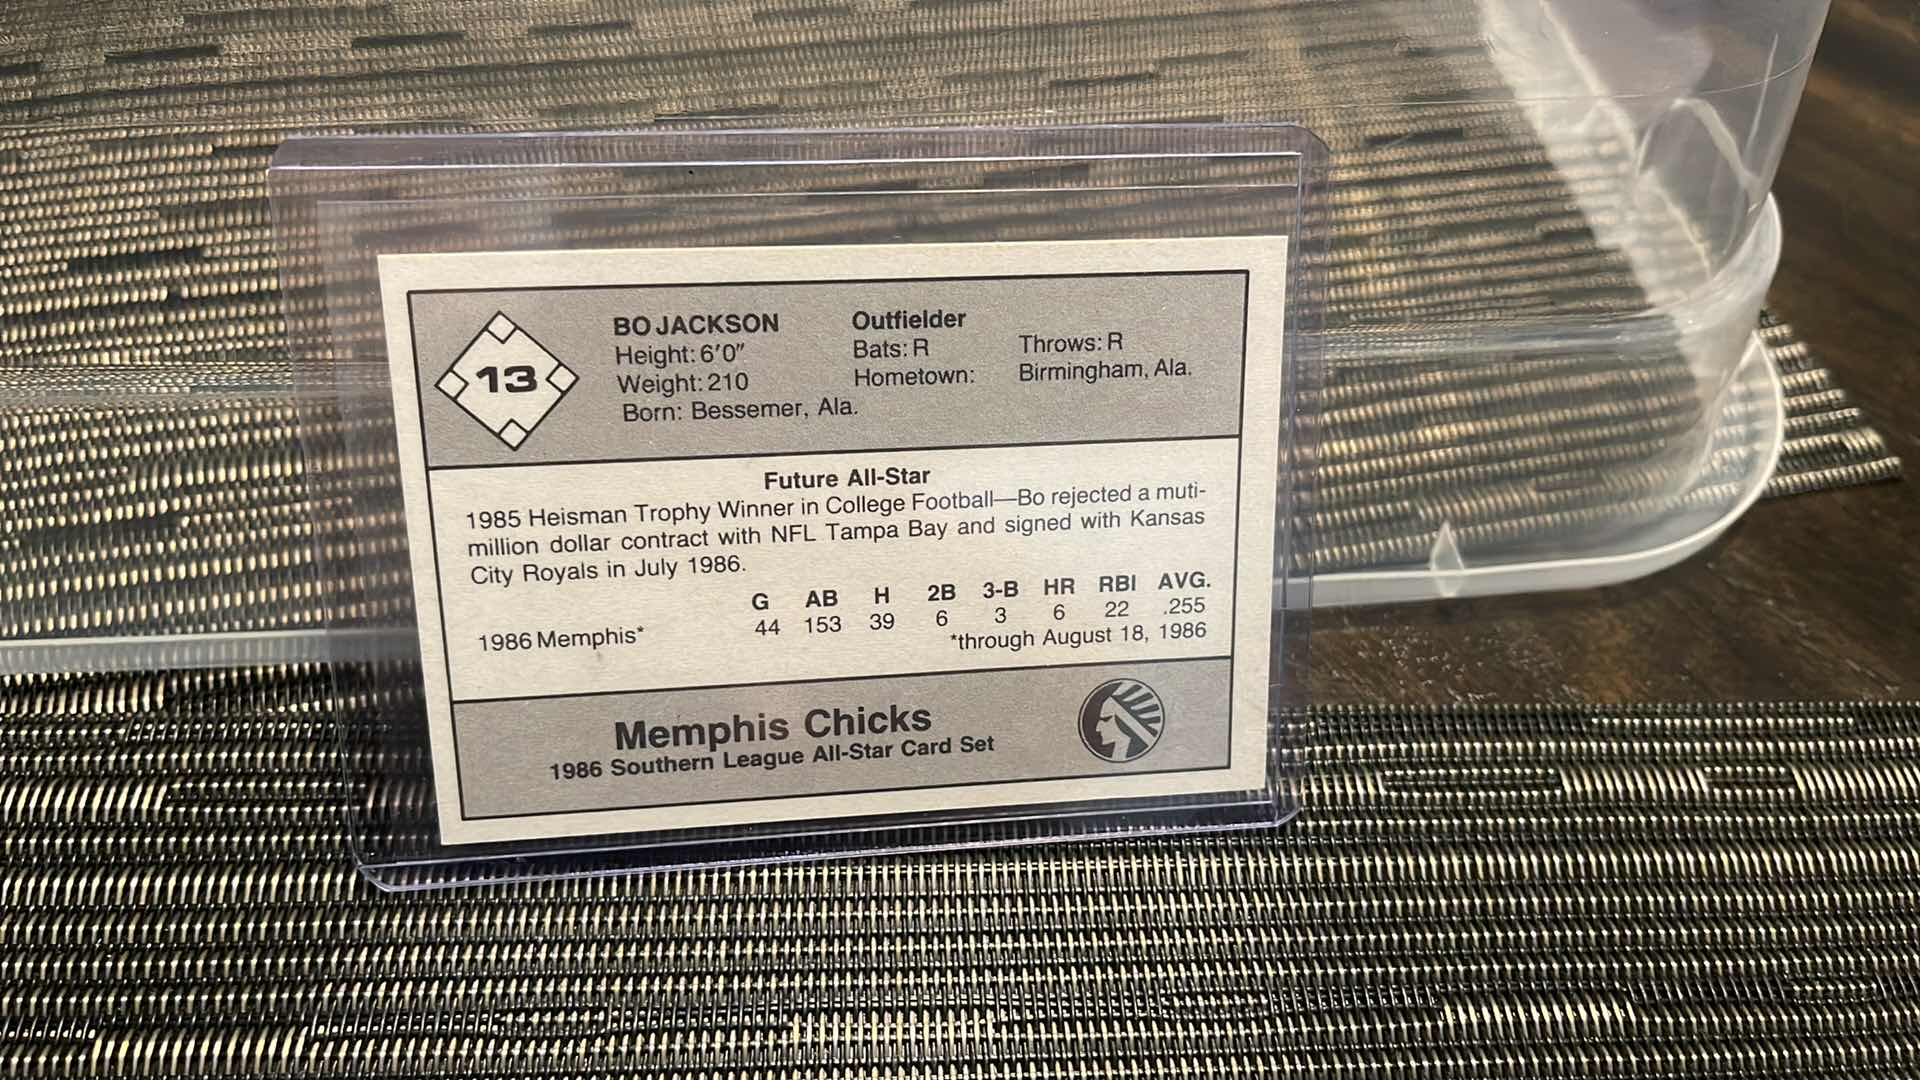 13
BO JACKSON Outfielder
Height: 6'0" Bats: R Throws: R
Weight: 210 Hometown: Birmingham, Ala.
Born: Bessemer, Ala.
Future All-Star
1985 Heisman Trophy Winner in College Football—Bo rejected a muti-
million dollar contract with NFL Tampa Bay and signed with Kansas
City Royals in July 1986.
G AB H 2B 3-B HR RBI AVG.
1986 Memphis* 44 153 39 6 3 6 22 .255
*through August 18, 1986
Memphis Chicks
1986 Southern League All-Star Card Set